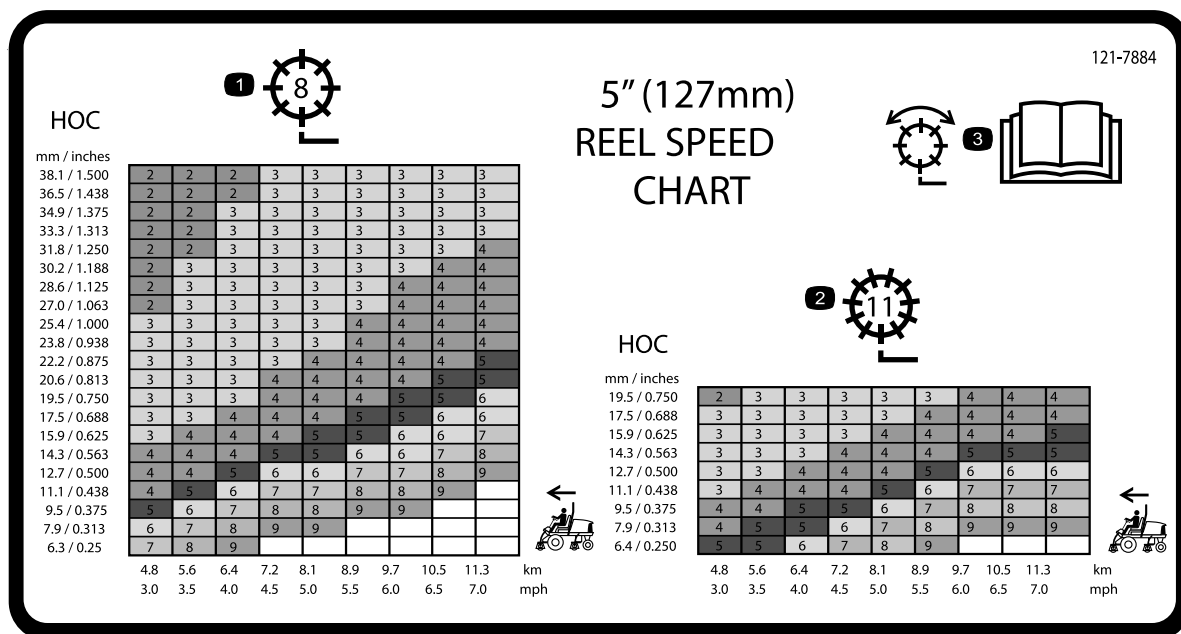 121-7884
1
8
5” (127mm)
REEL SPEED
CHART
3
HOC
mm / inches
38.1 / 1.500 2 2 2 3 3 3 3 3 3
36.5 / 1.438 2 2 2 3 3 3 3 3 3
34.9 / 1.375 2 2 3 3 3 3 3 3 3
33.3 / 1.313 2 2 3 3 3 3 3 3 3
31.8 / 1.250 2 2 3 3 3 3 3 3 4
30.2 / 1.188 2 3 3 3 3 3 3 4 4
28.6 / 1.125 2 3 3 3 3 3 4 4 4
27.0 / 1.063 2 3 3 3 3 3 4 4 4
25.4 / 1.000 3 3 3 3 3 4 4 4 4
23.8 / 0.938 3 3 3 3 3 4 4 4 4
22.2 / 0.875 3 3 3 3 4 4 4 4 5
20.6 / 0.813 3 3 3 4 4 4 4 5 5
19.5 / 0.750 3 3 3 4 4 4 5 5 6
17.5 / 0.688 3 3 4 4 4 5 5 6 6
15.9 / 0.625 3 4 4 4 5 5 6 6 7
14.3 / 0.563 4 4 4 5 5 6 6 7 8
12.7 / 0.500 4 4 5 6 6 7 7 8 9
11.1 / 0.438 4 5 6 7 7 8 8 9
9.5 / 0.375 5 6 7 8 8 9 9
7.9 / 0.313 6 7 8 9 9
6.3 / 0.25 7 8 9
4.8 5.6 6.4 7.2 8.1 8.9 9.7 10.5 11.3 km
3.0 3.5 4.0 4.5 5.0 5.5 6.0 6.5 7.0 mph
2
11
HOC
mm / inches
19.5 / 0.750 2 3 3 3 3 3 4 4 4
17.5 / 0.688 3 3 3 3 3 4 4 4 4
15.9 / 0.625 3 3 3 3 4 4 4 4 5
14.3 / 0.563 3 3 3 4 4 4 5 5 5
12.7 / 0.500 3 3 4 4 4 5 6 6 6
11.1 / 0.438 3 4 4 4 5 6 7 7 7
9.5 / 0.375 4 4 5 5 6 7 8 8 8
7.9 / 0.313 4 5 5 6 7 8 9 9 9
6.4 / 0.250 5 5 6 7 8 9
4.8 5.6 6.4 7.2 8.1 8.9 9.7 10.5 11.3 km
3.0 3.5 4.0 4.5 5.0 5.5 6.0 6.5 7.0 mph